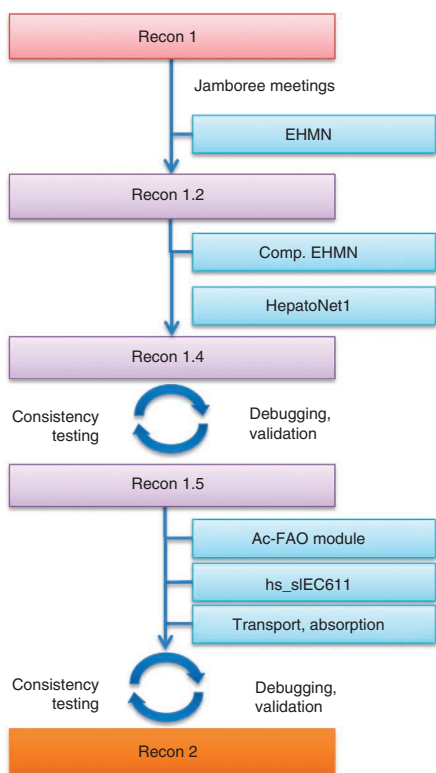 Recon 1
Jamboree meetings
EHMN
Recon 1.2
Comp. EHMN
HepatoNet1
Recon 1.4
Consistency
testing
Debugging,
validation
Recon 1.5
Ac-FAO module
hs_sIEC611
Transport, absorption
Consistency
testing
Debugging,
validation
Recon 2